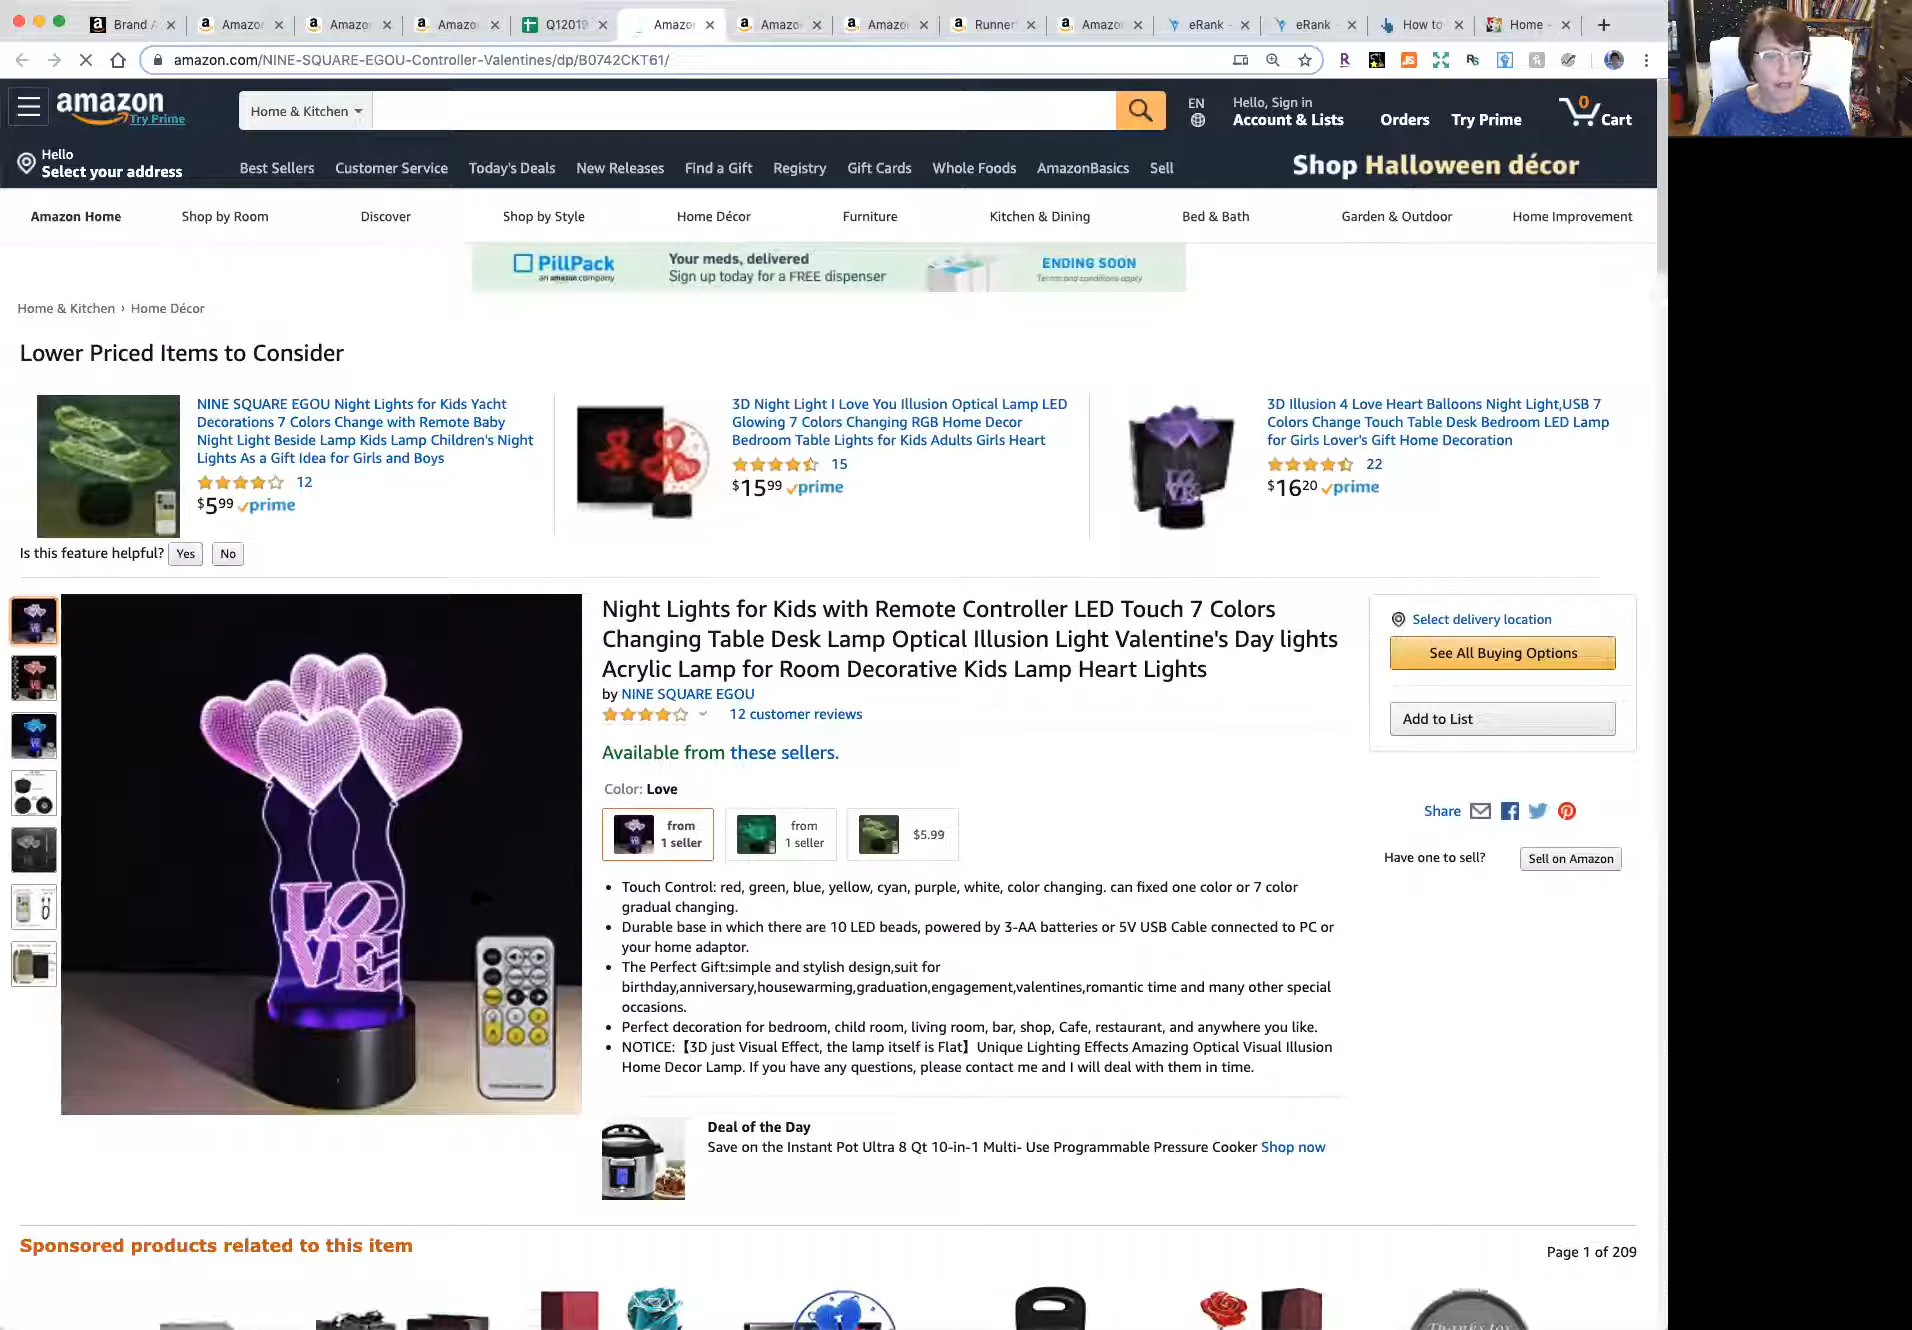 Brand A
Amazon
Amazon
Amazon
Q12019
Amazon
Amazon
Amazon
Runner
Amazon
eRank -
eRank -
How to
Home -
amazon.com/NINE-SQUARE-EGOU-Controller-Valentines/dp/B0742CKT61/
amazon
Try Prime
Home & Kitchen
EN
Hello, Sign in
Account & Lists
Orders
Try Prime
0
Cart
Hello
Select your address
Best Sellers
Customer Service
Today's Deals
New Releases
Find a Gift
Registry
Gift Cards
Whole Foods
AmazonBasics
Sell
Shop Halloween décor
Amazon Home
Shop by Room
Discover
Shop by Style
Home Décor
Furniture
Kitchen & Dining
Bed & Bath
Garden & Outdoor
Home Improvement
PillPack
an amazon company
Your meds, delivered
Sign up today for a FREE dispenser
ENDING SOON
Terms and conditions apply
Home & Kitchen › Home Décor
Lower Priced Items to Consider
NINE SQUARE EGOU Night Lights for Kids Yacht
Decorations 7 Colors Change with Remote Baby
Night Light Beside Lamp Kids Lamp Children's Night
Lights As a Gift Idea for Girls and Boys
12
$5.99 prime
3D Night Light I Love You Illusion Optical Lamp LED
Glowing 7 Colors Changing RGB Home Decor
Bedroom Table Lights for Kids Adults Girls Heart
15
$15.99 prime
3D Illusion 4 Love Heart Balloons Night Light,USB 7
Colors Change Touch Table Desk Bedroom LED Lamp
for Girls Lover's Gift Home Decoration
22
$16.20 prime
Is this feature helpful? Yes No
Night Lights for Kids with Remote Controller LED Touch 7 Colors
Changing Table Desk Lamp Optical Illusion Light Valentine's Day lights
Acrylic Lamp for Room Decorative Kids Lamp Heart Lights
by NINE SQUARE EGOU
12 customer reviews
Available from these sellers.
Color: Love
from
1 seller
from
1 seller
$5.99
• Touch Control: red, green, blue, yellow, cyan, purple, white, color changing. can fixed one color or 7 color
gradual changing.
• Durable base in which there are 10 LED beads, powered by 3-AA batteries or 5V USB Cable connected to PC or
your home adaptor.
• The Perfect Gift:simple and stylish design,suit for
birthday,anniversary,housewarming,graduation,engagement,valentines,romantic time and many other special
occasions.
• Perfect decoration for bedroom, child room, living room, bar, shop, Cafe, restaurant, and anywhere you like.
• NOTICE:【3D just Visual Effect, the lamp itself is Flat】Unique Lighting Effects Amazing Optical Visual Illusion
Home Decor Lamp. If you have any questions, please contact me and I will deal with them in time.
Select delivery location
See All Buying Options
Add to List
Share
Have one to sell?
Sell on Amazon
LOVE
Deal of the Day
Save on the Instant Pot Ultra 8 Qt 10-in-1 Multi- Use Programmable Pressure Cooker Shop now
Sponsored products related to this item
Page 1 of 209